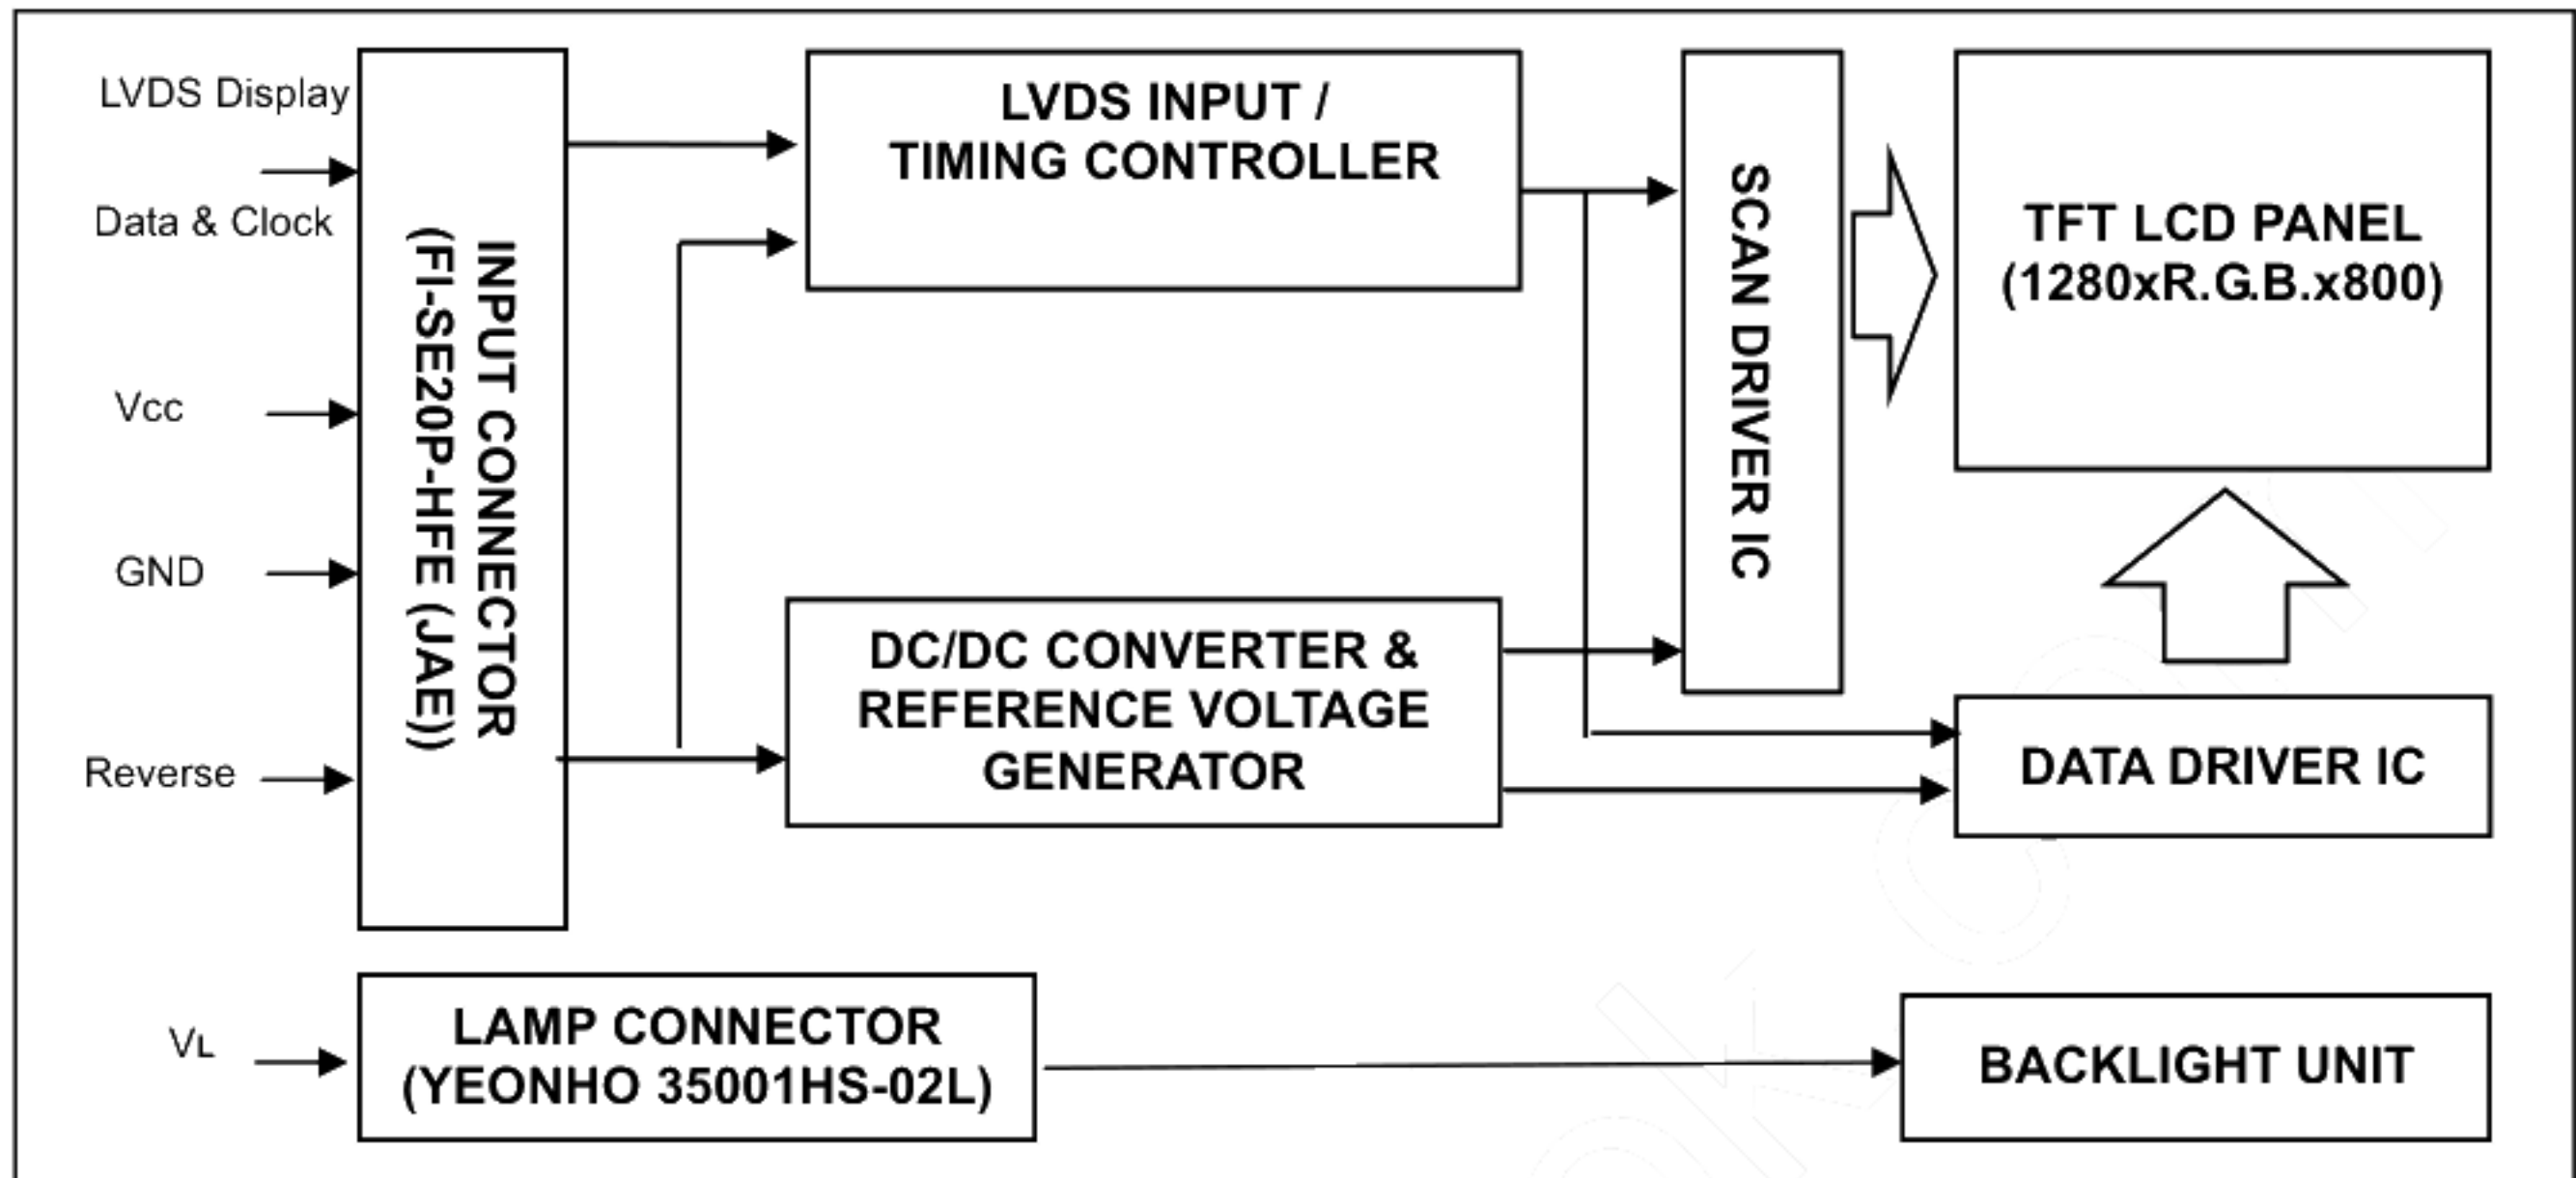 LVDS Display
Data & Clock
Vcc
GND
Reverse
INPUT CONNECTOR
(FI-SE20P-HFE (JAE))
LVDS INPUT /
TIMING CONTROLLER
DC/DC CONVERTER &
REFERENCE VOLTAGE
GENERATOR
SCAN DRIVER IC
TFT LCD PANEL
(1280xR.G.B.x800)
DATA DRIVER IC
VL
LAMP CONNECTOR
(YEONHO 35001HS-02L)
BACKLIGHT UNIT